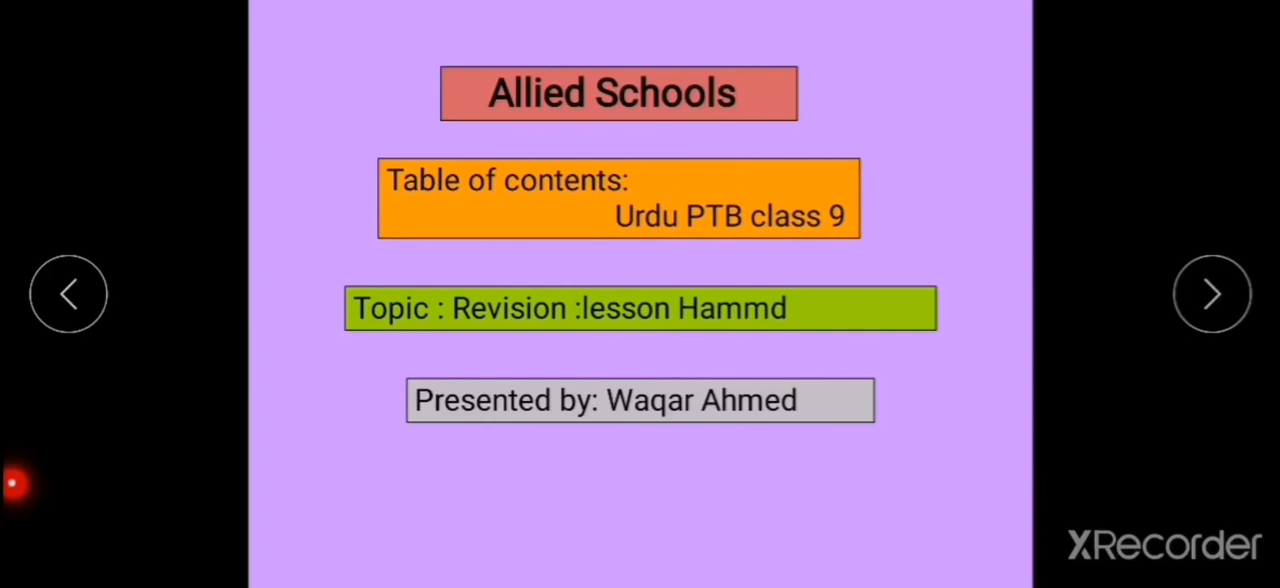 Allied Schools
Table of contents:
Urdu PTB class 9
Topic : Revision :lesson Hammd
Presented by: Waqar Ahmed
XRecorder